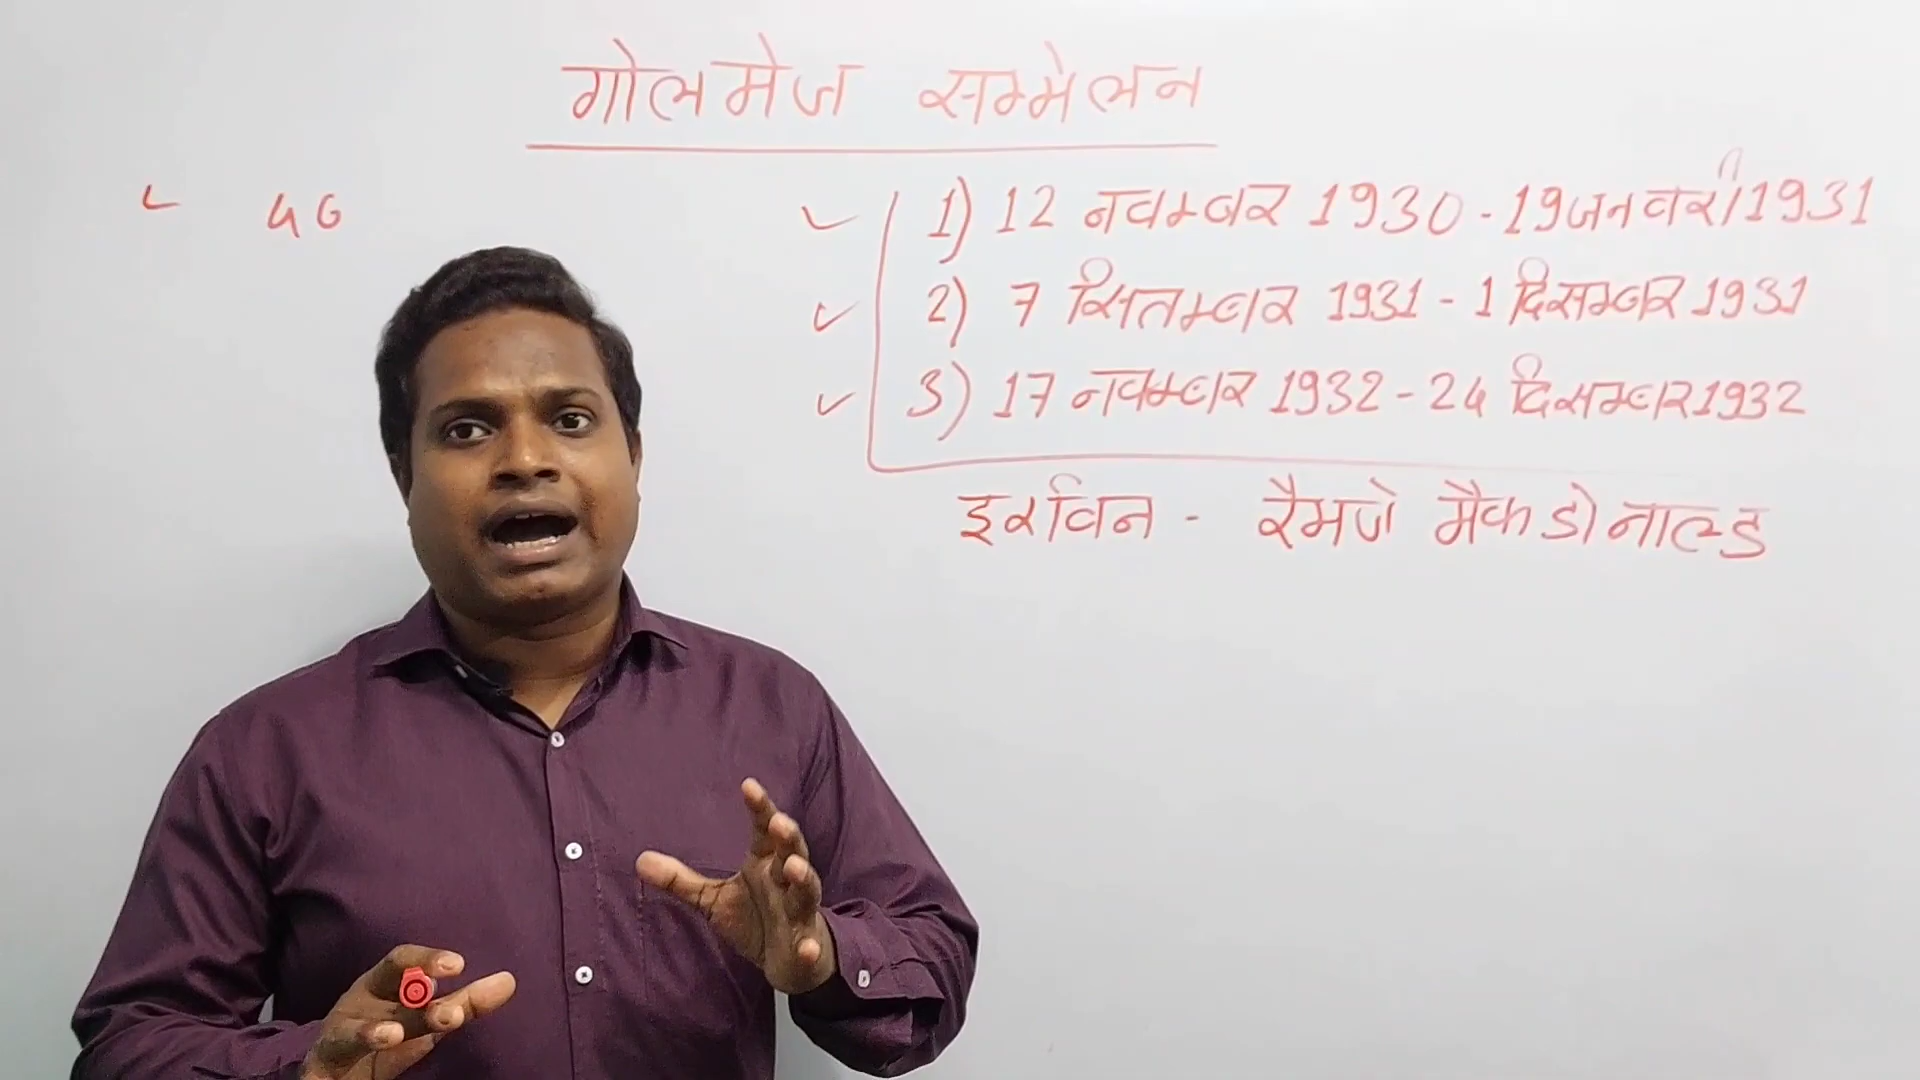 गोलमेज सम्मेलन
46
1) 12 नवम्बर 1930 - 19 जनवरी 1931
2) 7 सितम्बर 1931 - 1 दिसम्बर 1931
3) 17 नवम्बर 1932 - 24 दिसम्बर 1932
इरविन - रैमजे मैकडोनाल्ड